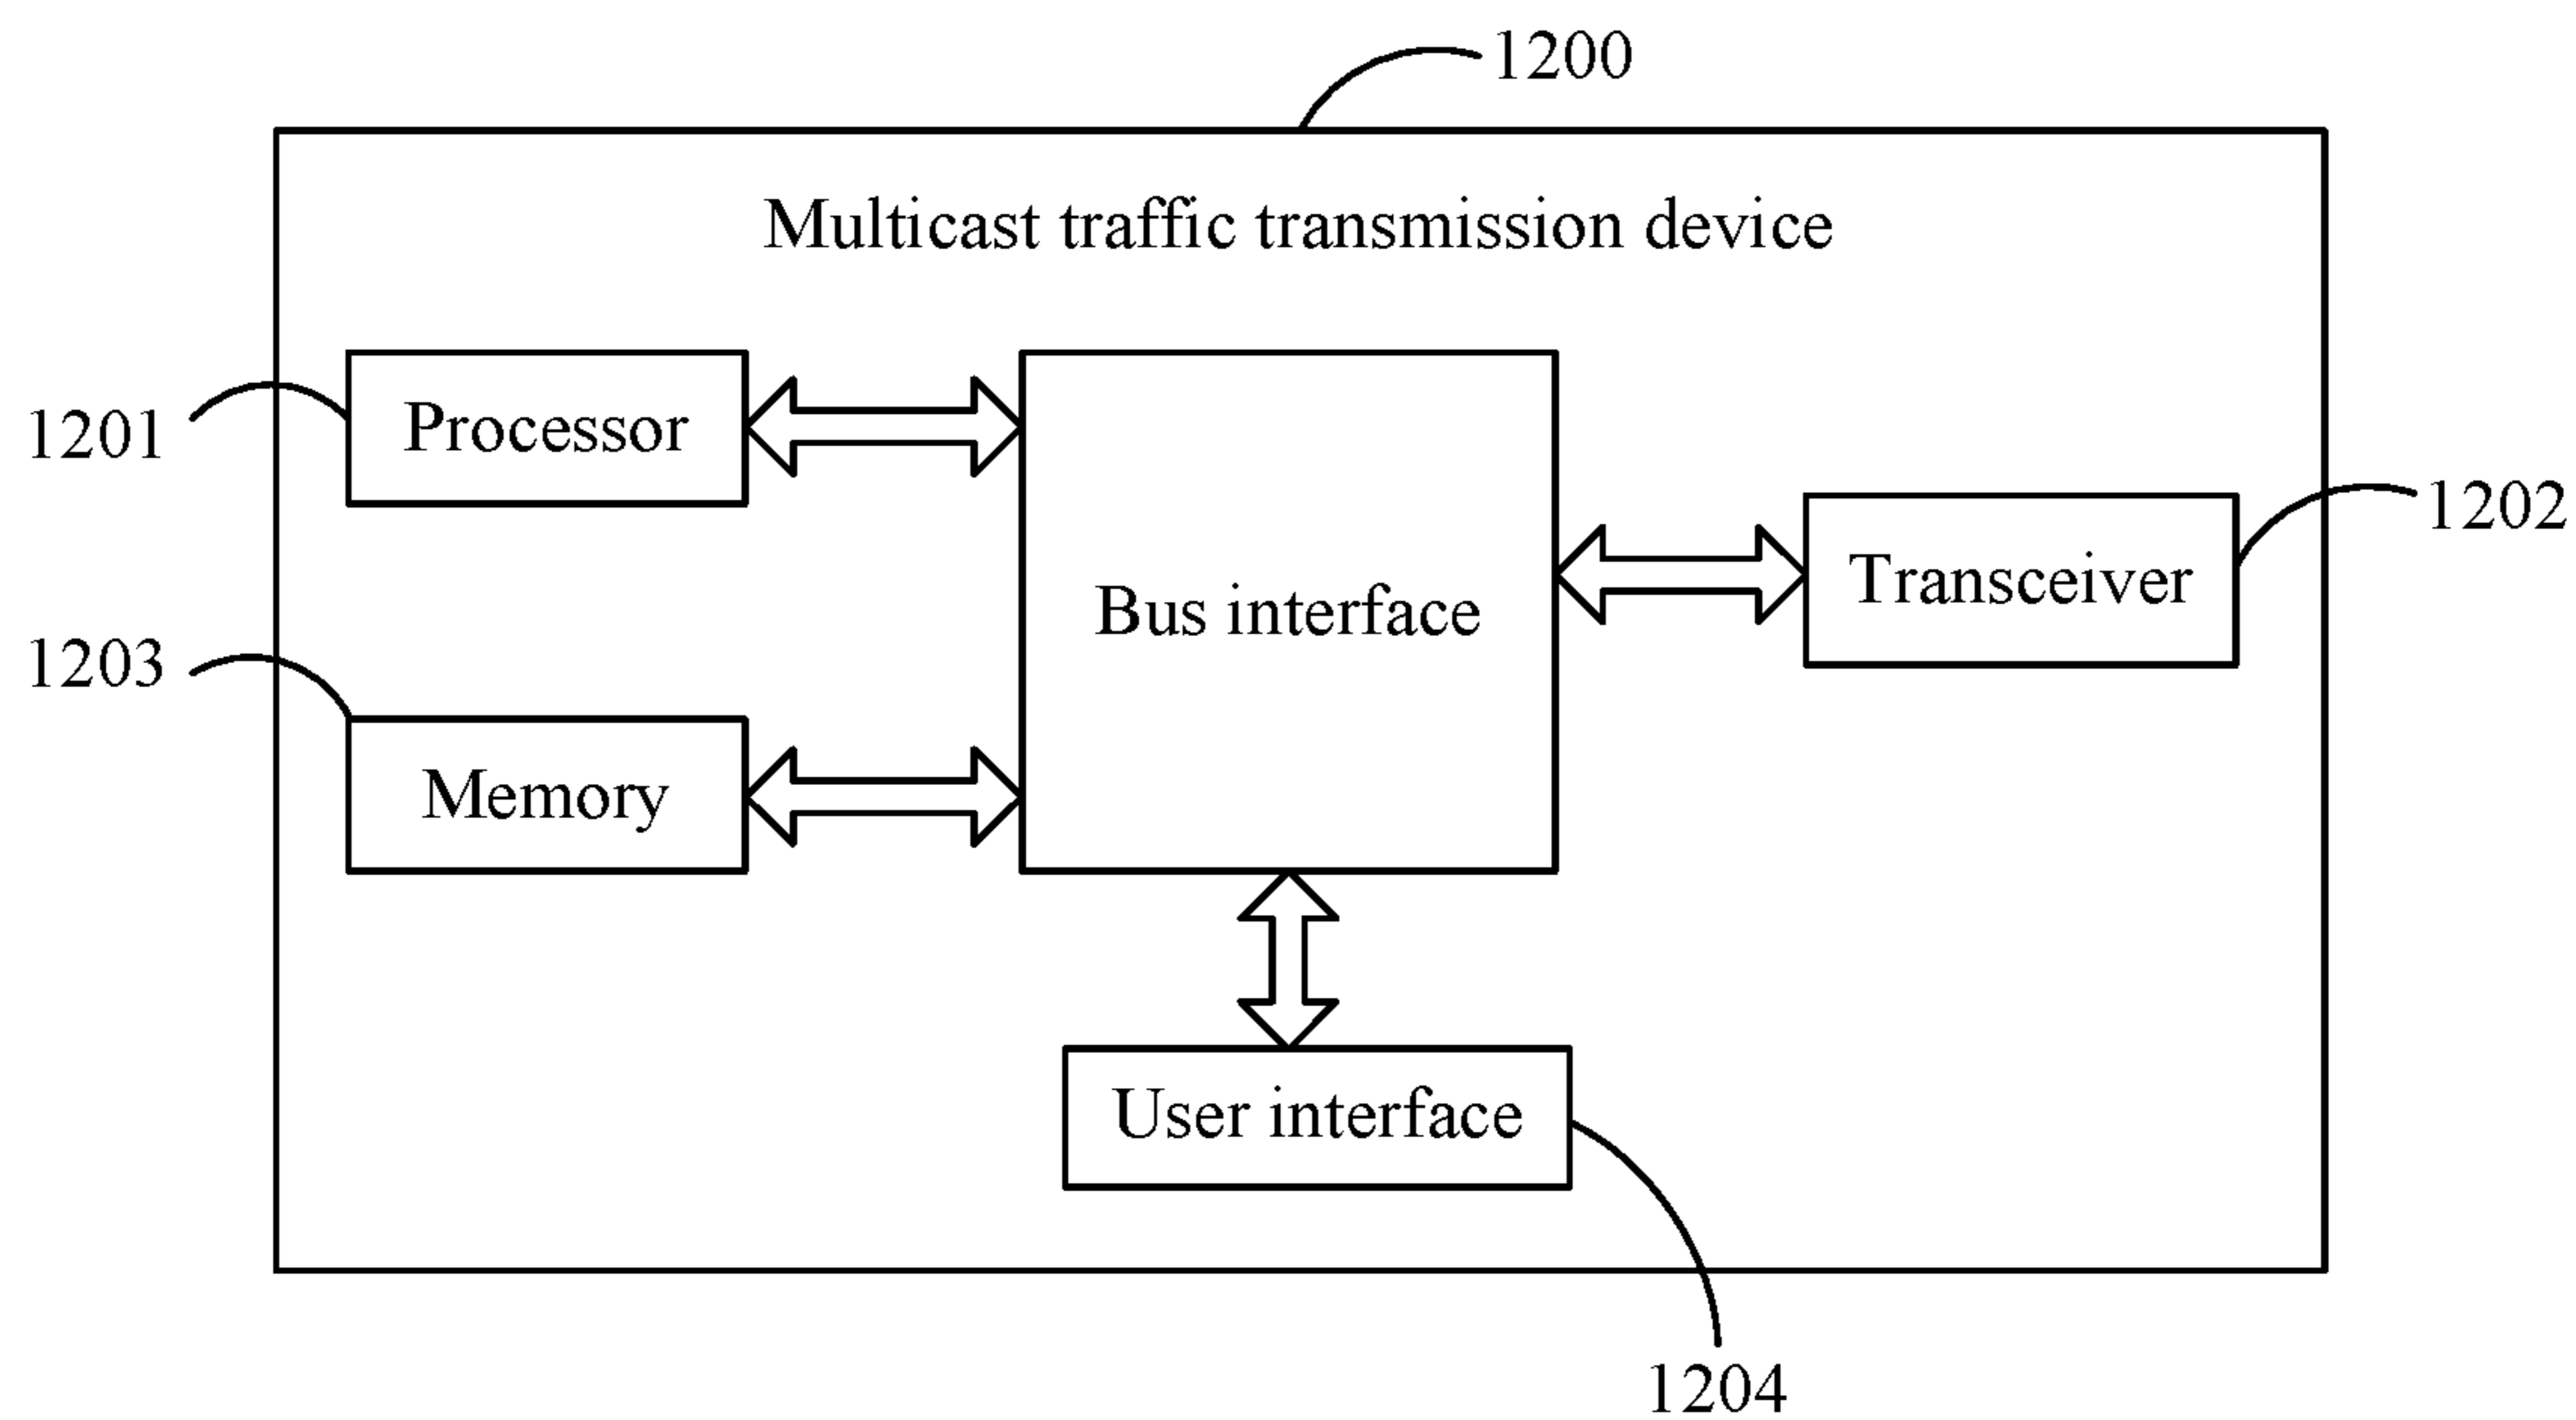 1200
Multicast traffic transmission device
1201
Processor
Bus interface
Transceiver
1202
1203
Memory
User interface
1204